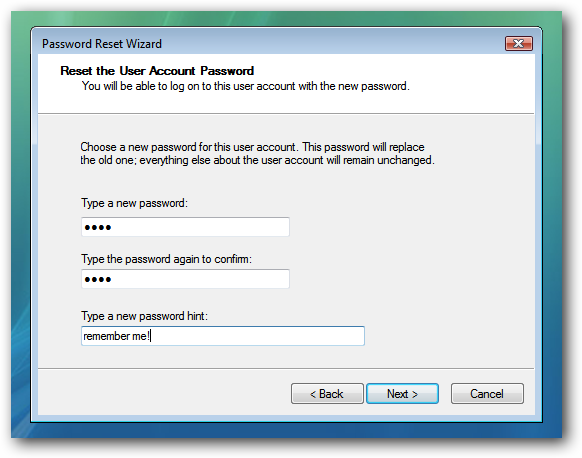 Password Reset Wizard
Reset the User Account Password
You will be able to log on to this user account with the new password.
Choose a new password for this user account. This password will replace
the old one; everything else about the user account will remain unchanged.
Type a new password:
●●●●
Type the password again to confirm:
●●●●
Type a new password hint:
remember me!
< Back
Next >
Cancel